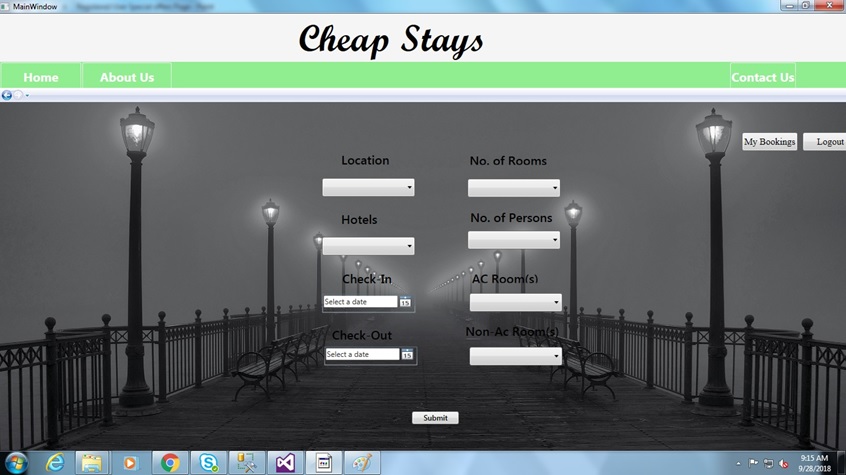 MainWindow
Cheap Stays
Home
About Us
Contact Us
My Bookings
Logout
Location
No. of Rooms
Hotels
No. of Persons
Check-In
AC Room(s)
Select a date
15
Check-Out
Non-Ac Room(s)
Select a date
15
Submit
9:15 AM
9/28/2018